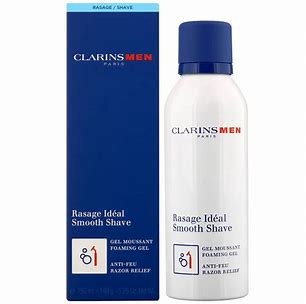 RASAGE / SHAVE
CLARINSMEN
PARIS
Rasage Idéal
Smooth Shave
GEL MOUSSANT
FOAMING GEL
ANTI-FEU
RAZOR RELIEF
CLARINSMEN
PARIS
Rasage Idéal
Smooth Shave
GEL MOUSSANT
FOAMING GEL
ANTI-FEU
RAZOR RELIEF